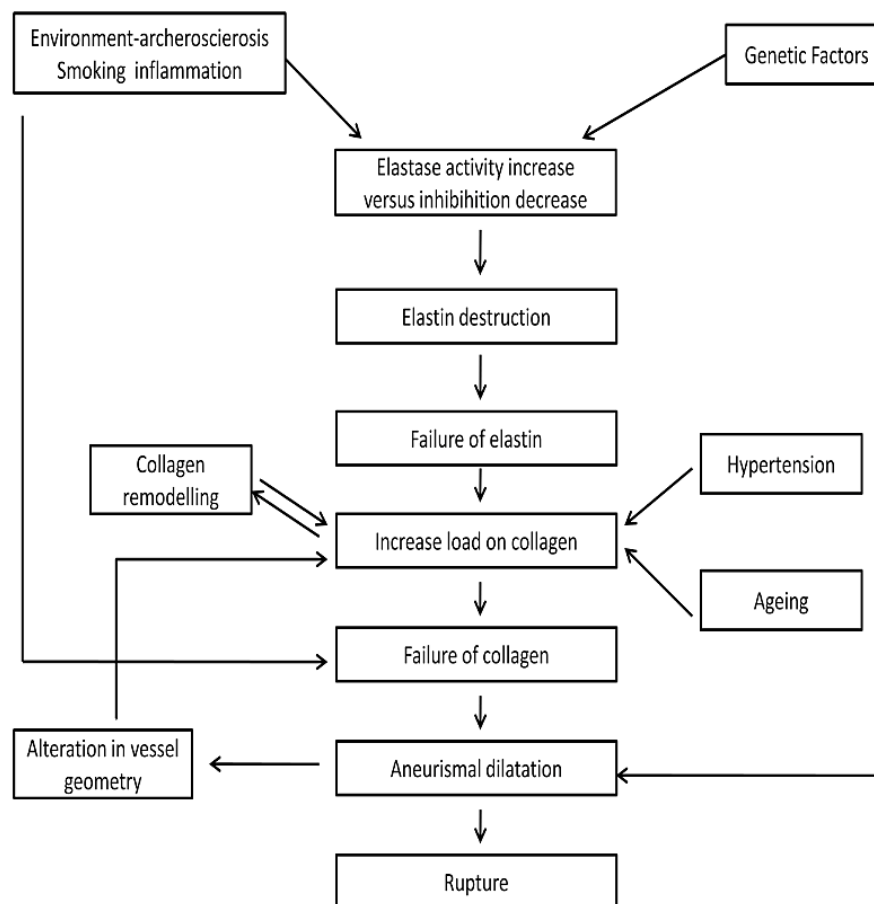 Environment-archeroscierosis
Smoking inflammation
Genetic Factors
Elastase activity increase
versus inhibihition decrease
Elastin destruction
Failure of elastin
Collagen
remodelling
Hypertension
Increase load on collagen
Ageing
Failure of collagen
Alteration in vessel
geometry
Aneurismal dilatation
Rupture